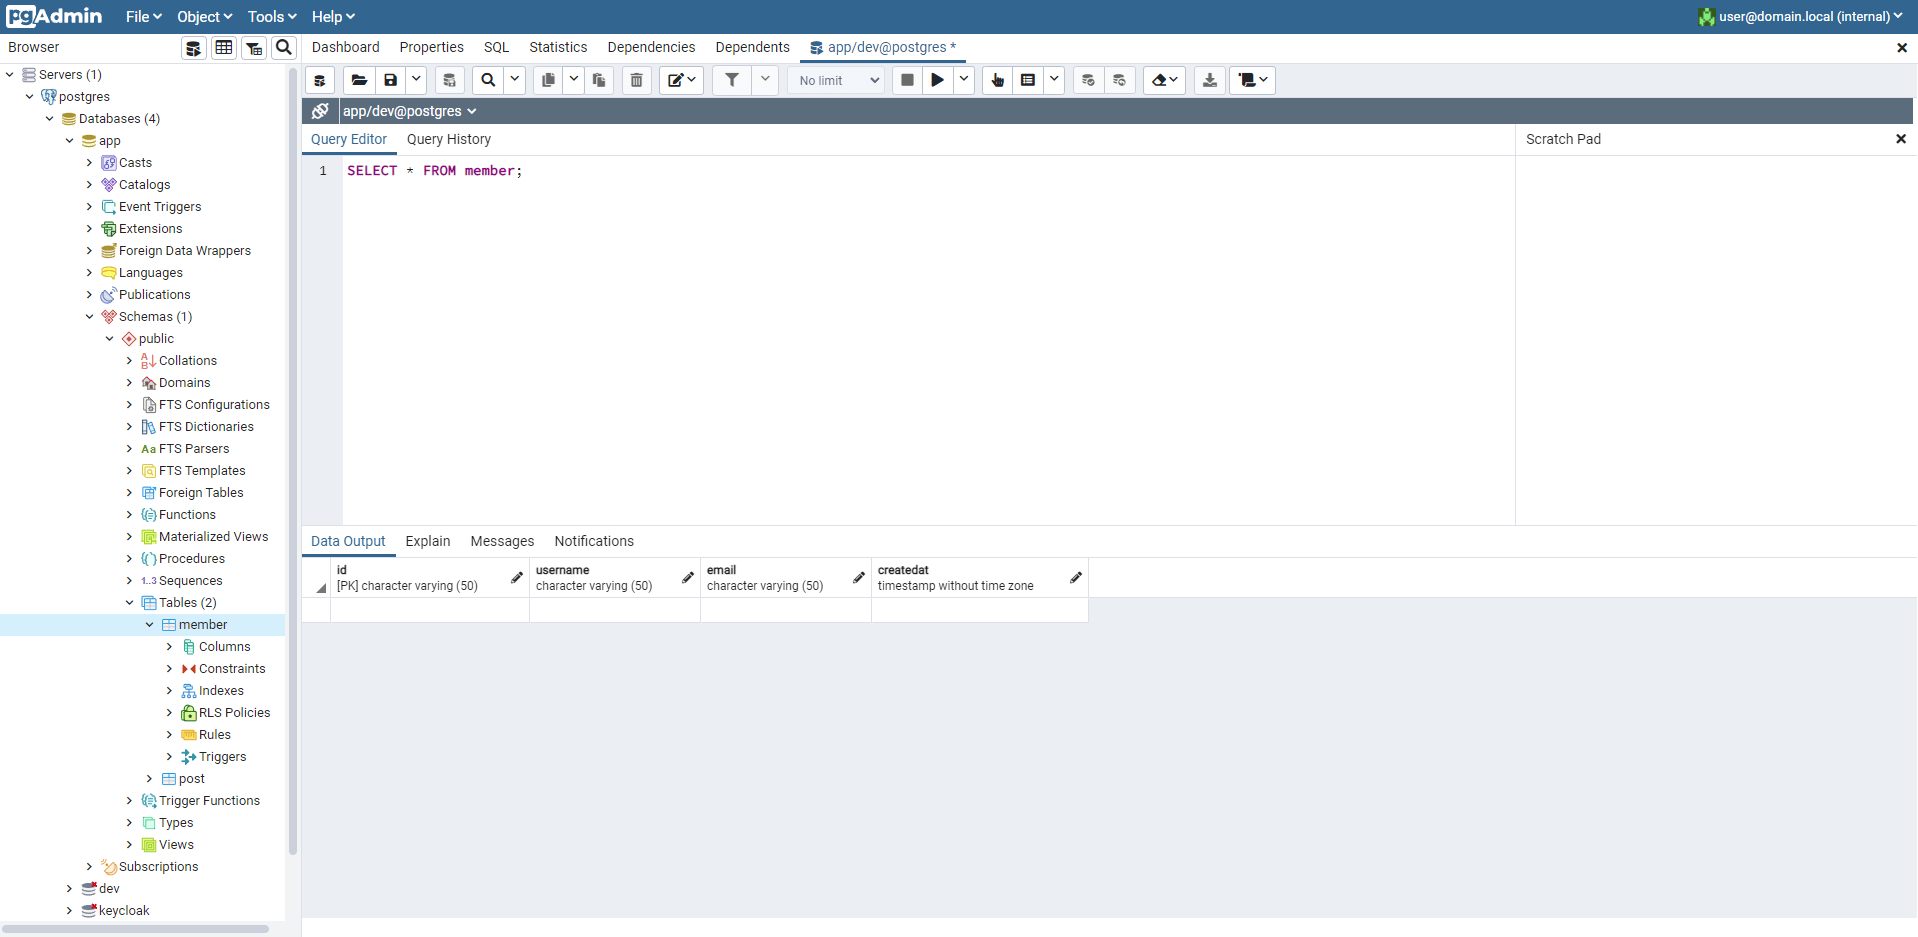 pgAdmin File Object Tools Help user@domain.local (internal)
Browser
Dashboard Properties SQL Statistics Dependencies Dependents app/dev@postgres *
Servers (1)
postgres
Databases (4)
app
Casts
Catalogs
Event Triggers
Extensions
Foreign Data Wrappers
Languages
Publications
Schemas (1)
public
Collations
Domains
FTS Configurations
FTS Dictionaries
Aa FTS Parsers
FTS Templates
Foreign Tables
Functions
Materialized Views
Procedures
1..3 Sequences
Tables (2)
member
Columns
Constraints
Indexes
RLS Policies
Rules
Triggers
post
Trigger Functions
Types
Views
Subscriptions
dev
keycloak
No limit
app/dev@postgres
Query Editor Query History
Scratch Pad
1 SELECT * FROM member;
Data Output Explain Messages Notifications
id username email createdat
[PK] character varying (50) character varying (50) character varying (50) timestamp without time zone